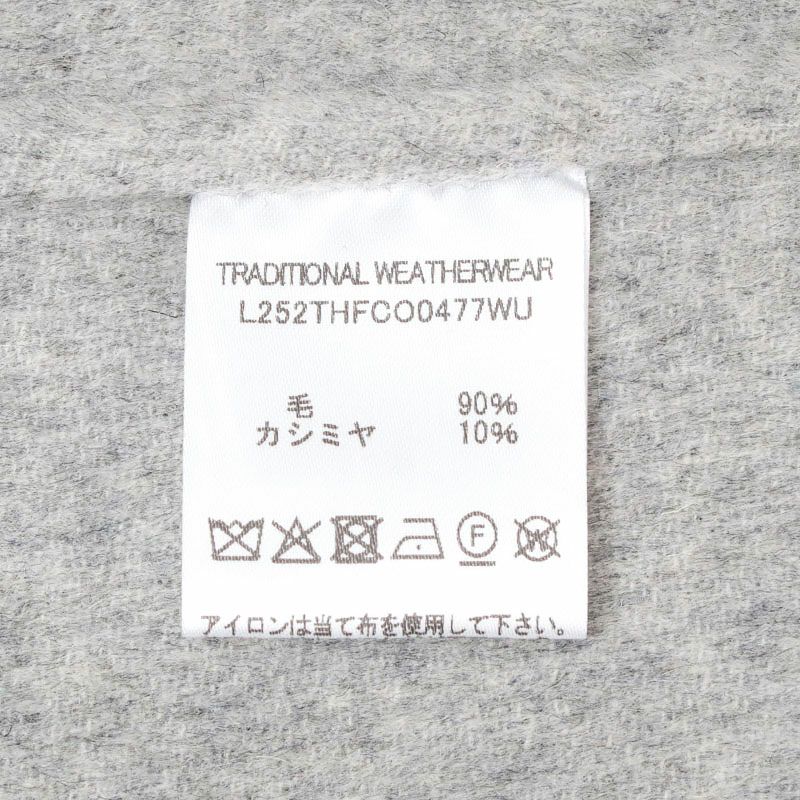 TRADITIONAL WEATHERWEAR
L252THFCO0477WU
毛 90%
カシミヤ 10%
F
W
アイロンは当て布を使用して下さい。